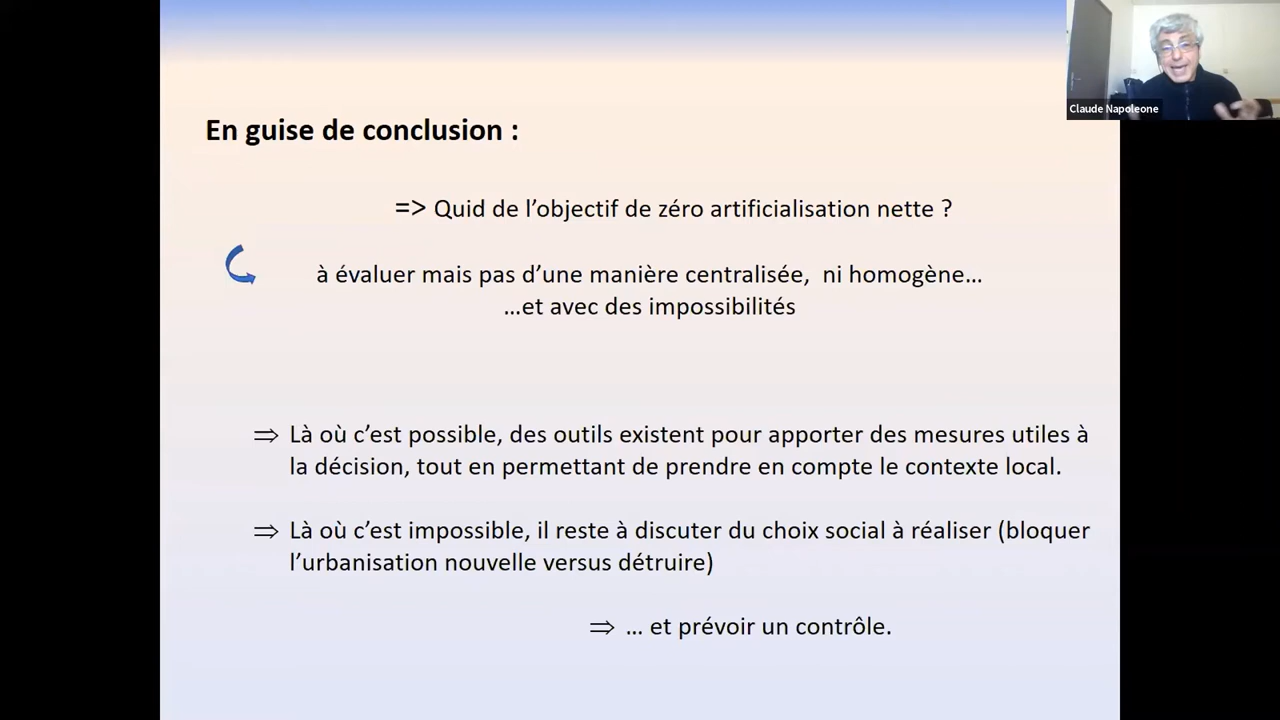 Claude Napoleone
En guise de conclusion :
=> Quid de l’objectif de zéro artificialisation nette ?
à évaluer mais pas d’une manière centralisée,  ni homogène…
…et avec des impossibilités
⇒ Là où c’est possible, des outils existent pour apporter des mesures utiles à
la décision, tout en permettant de prendre en compte le contexte local.
⇒ Là où c’est impossible, il reste à discuter du choix social à réaliser (bloquer
l’urbanisation nouvelle versus détruire)
⇒ … et prévoir un contrôle.